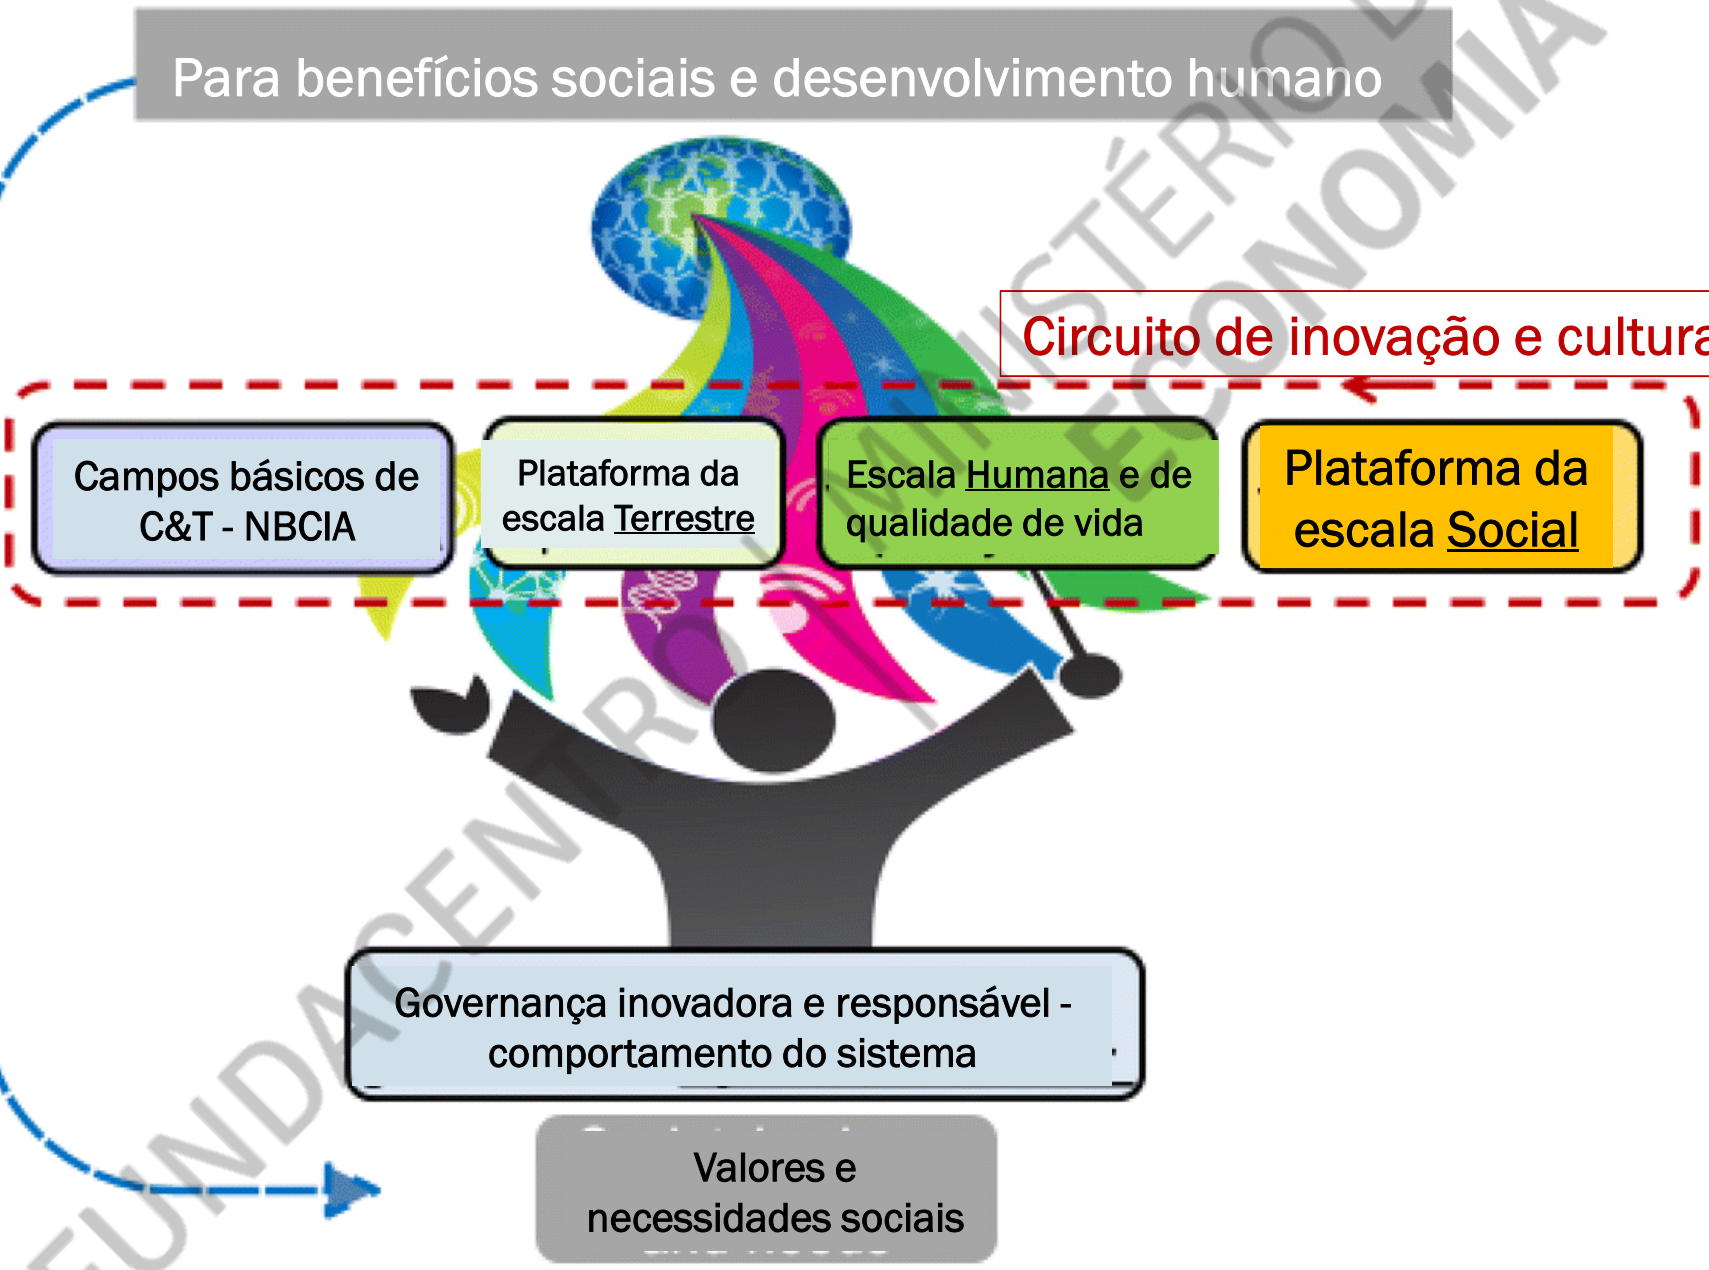 Para benefícios sociais e desenvolvimento humano
Circuito de inovação e cultura
Campos básicos de
C&T - NBCIA
Plataforma da
escala Terrestre
Escala Humana e de
qualidade de vida
Plataforma da
escala Social
Governança inovadora e responsável -
comportamento do sistema
Valores e
necessidades sociais
FUNDACENTRO | MINISTÉRIO D
ECONOMIA